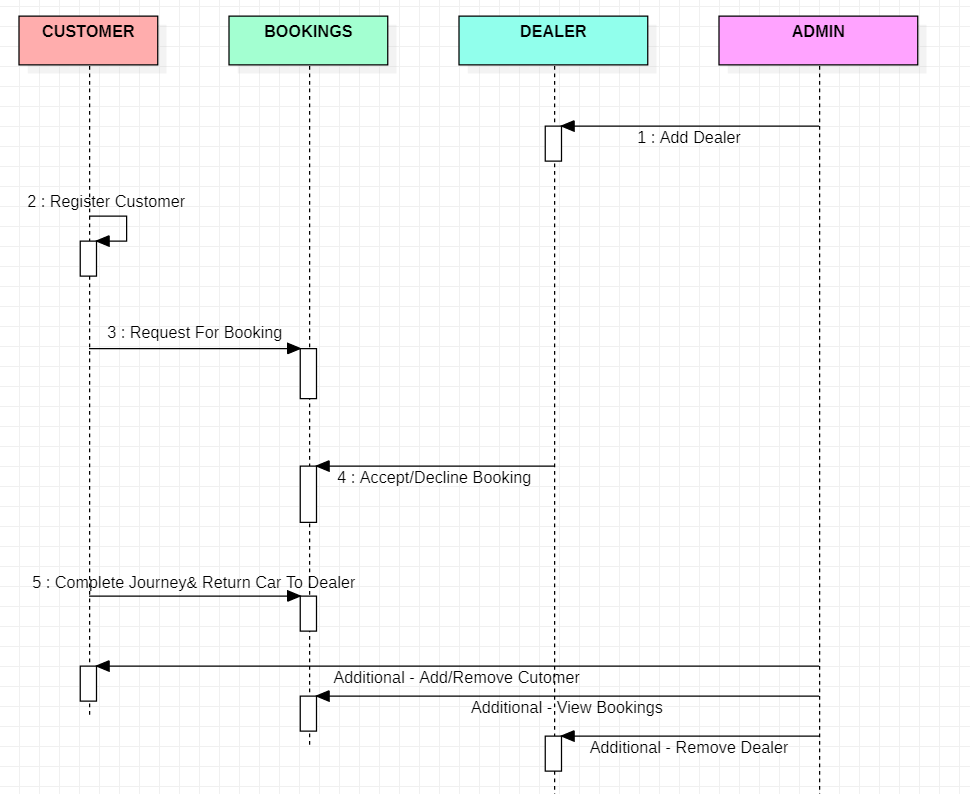 CUSTOMER
BOOKINGS
DEALER
ADMIN
1 : Add Dealer
2 : Register Customer
3 : Request For Booking
4 : Accept/Decline Booking
5 : Complete Journey& Return Car To Dealer
Additional - Add/Remove Cutomer
Additional - View Bookings
Additional - Remove Dealer